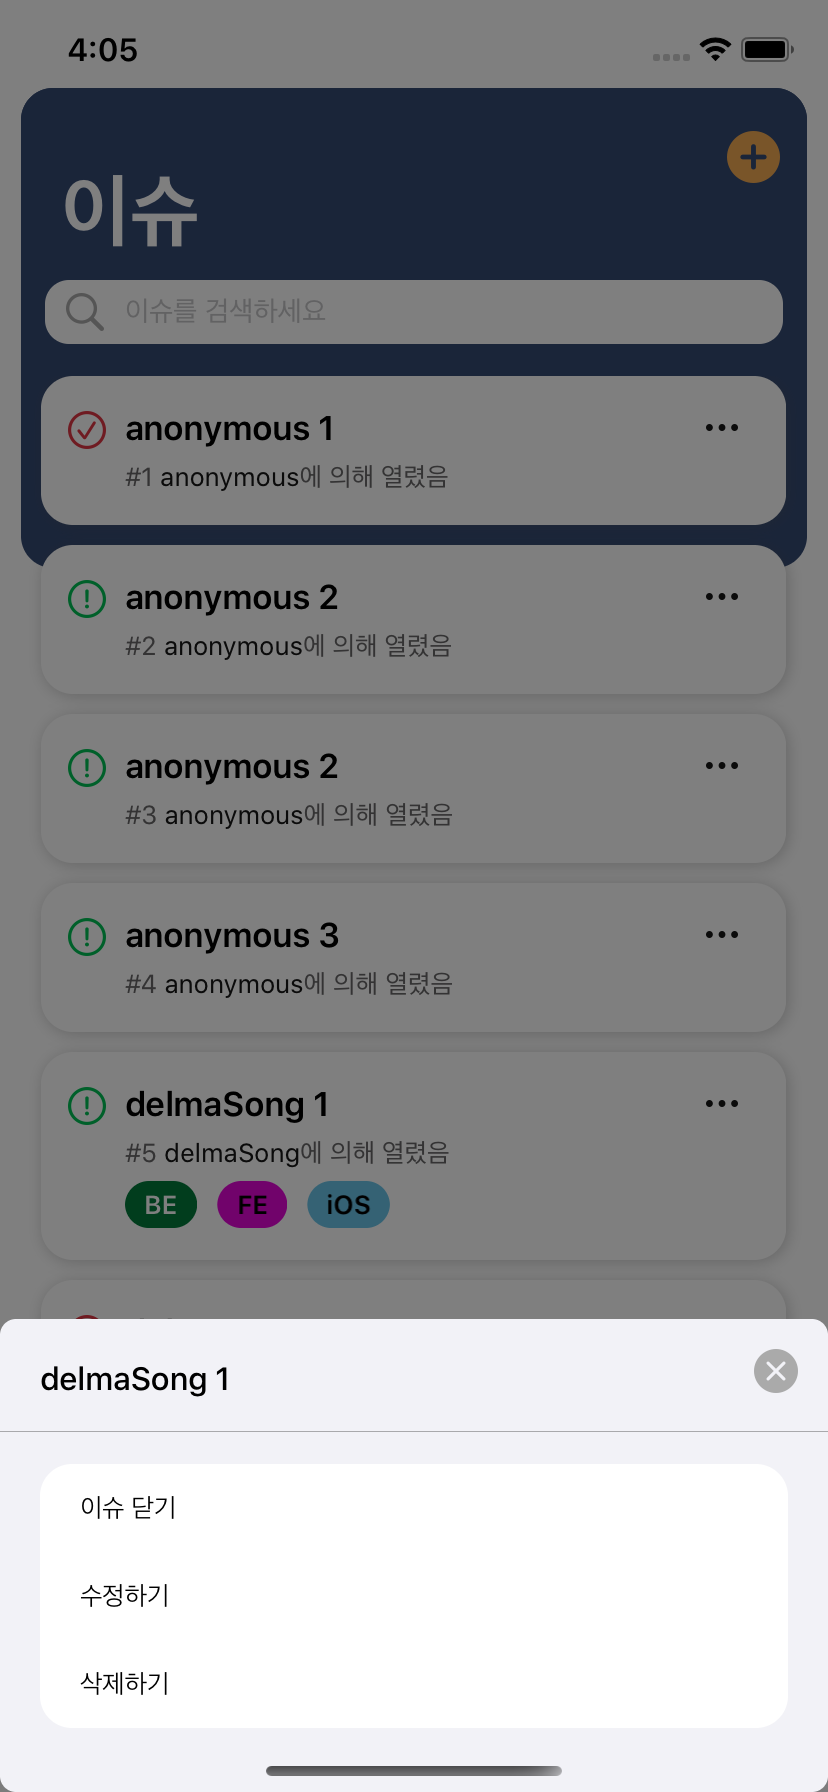 4:05
이슈
이슈를 검색하세요
anonymous 1
#1 anonymous에 의해 열렸음
anonymous 2
#2 anonymous에 의해 열렸음
anonymous 2
#3 anonymous에 의해 열렸음
anonymous 3
#4 anonymous에 의해 열렸음
delmaSong 1
#5 delmaSong에 의해 열렸음
BE FE iOS
delmaSong 1
이슈 닫기
수정하기
삭제하기